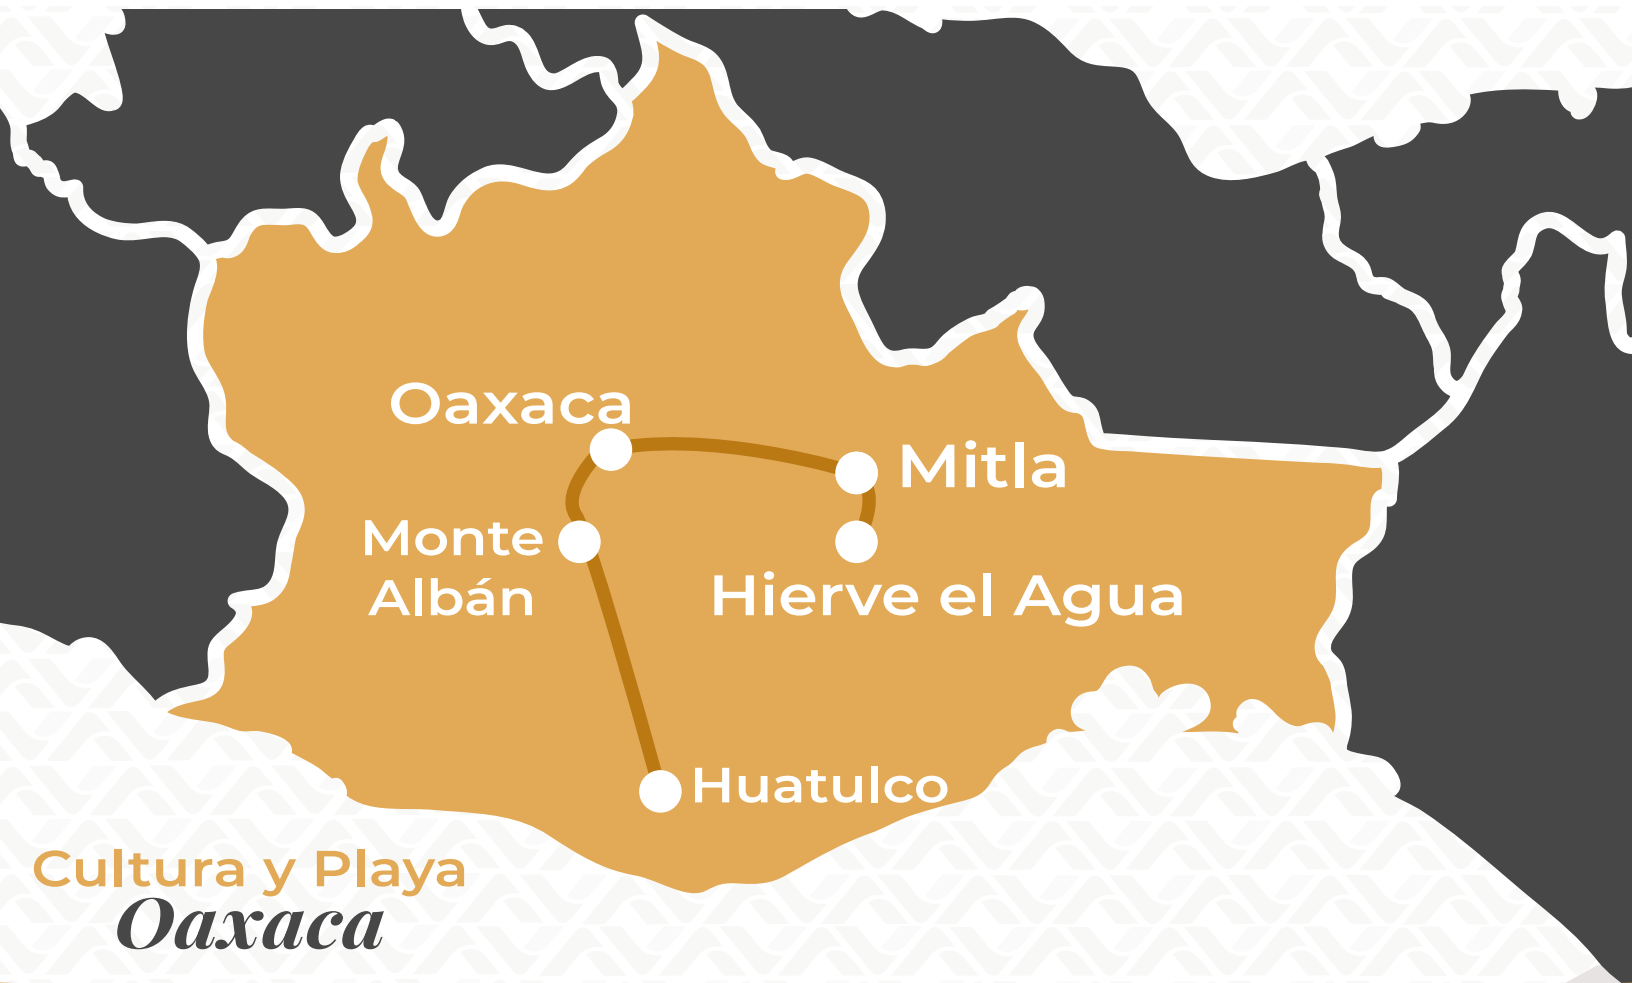 Oaxaca
Mitla
Monte
Albán
Hierve el Agua
Huatulco
Cultura y Playa
Oaxaca